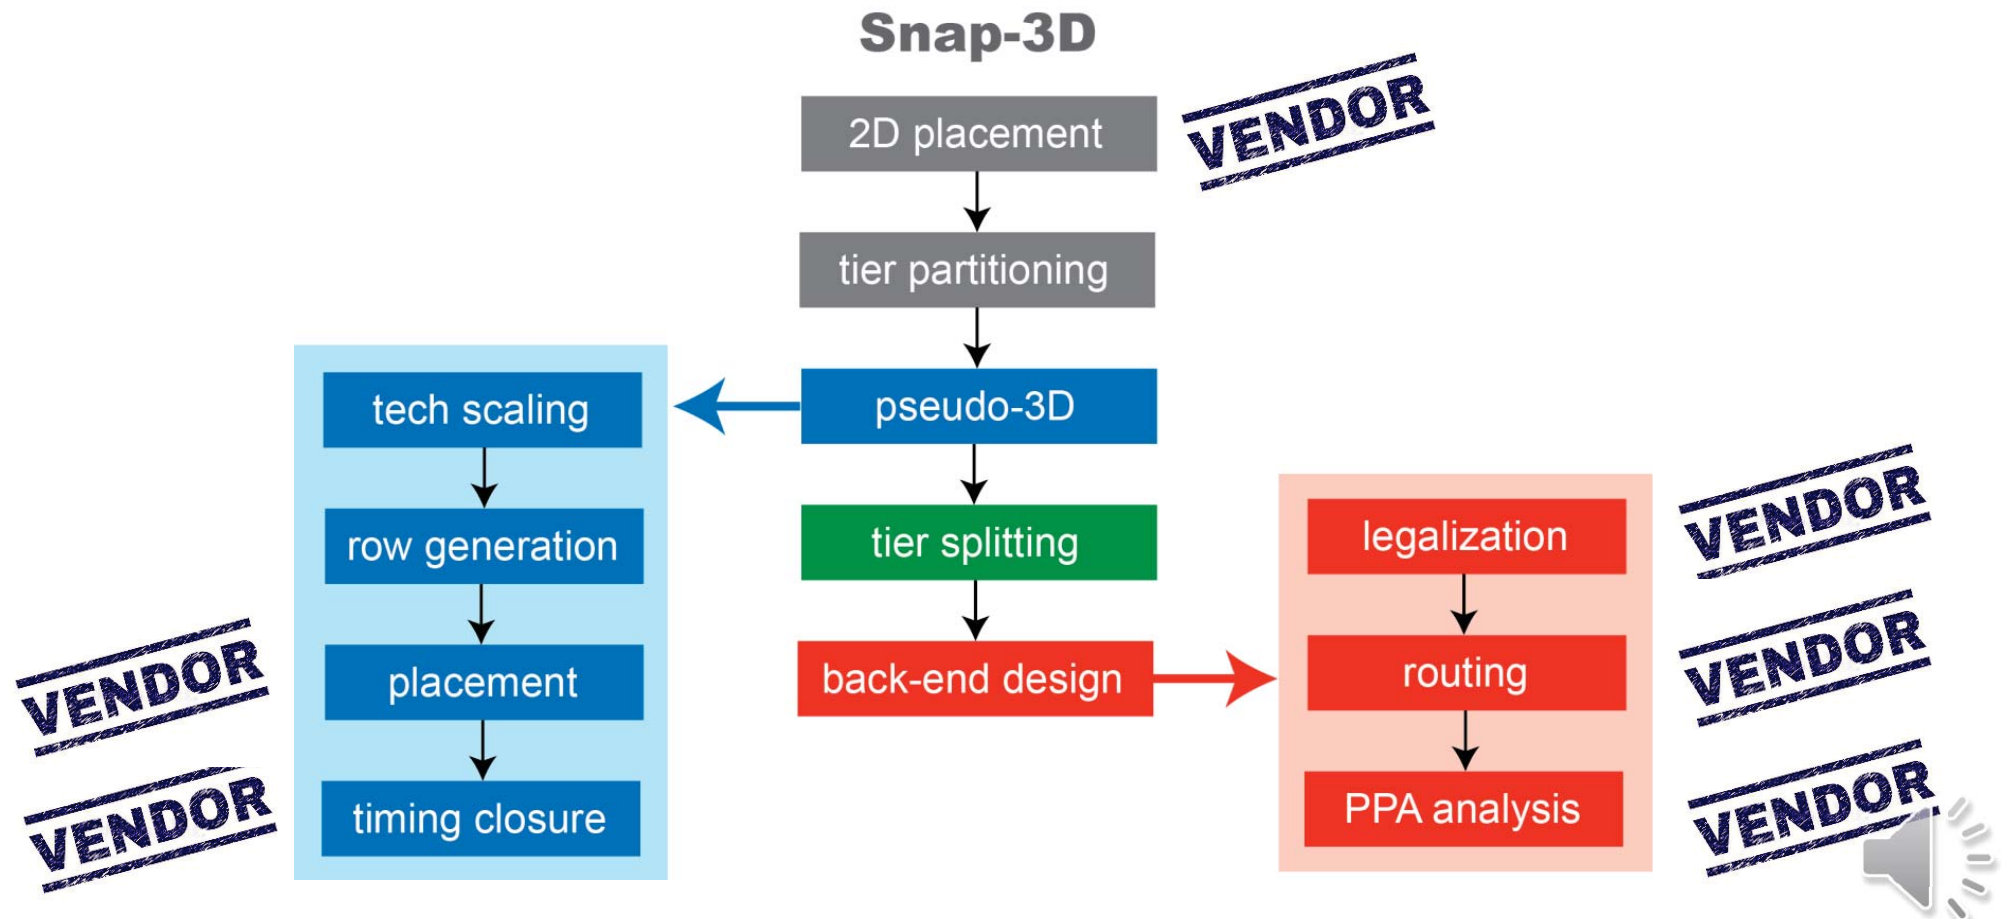 Snap-3D
2D placement
VENDOR
tier partitioning
pseudo-3D
tier splitting
back-end design
tech scaling
row generation
placement
VENDOR
timing closure
VENDOR
legalization
VENDOR
routing
VENDOR
PPA analysis
VENDOR